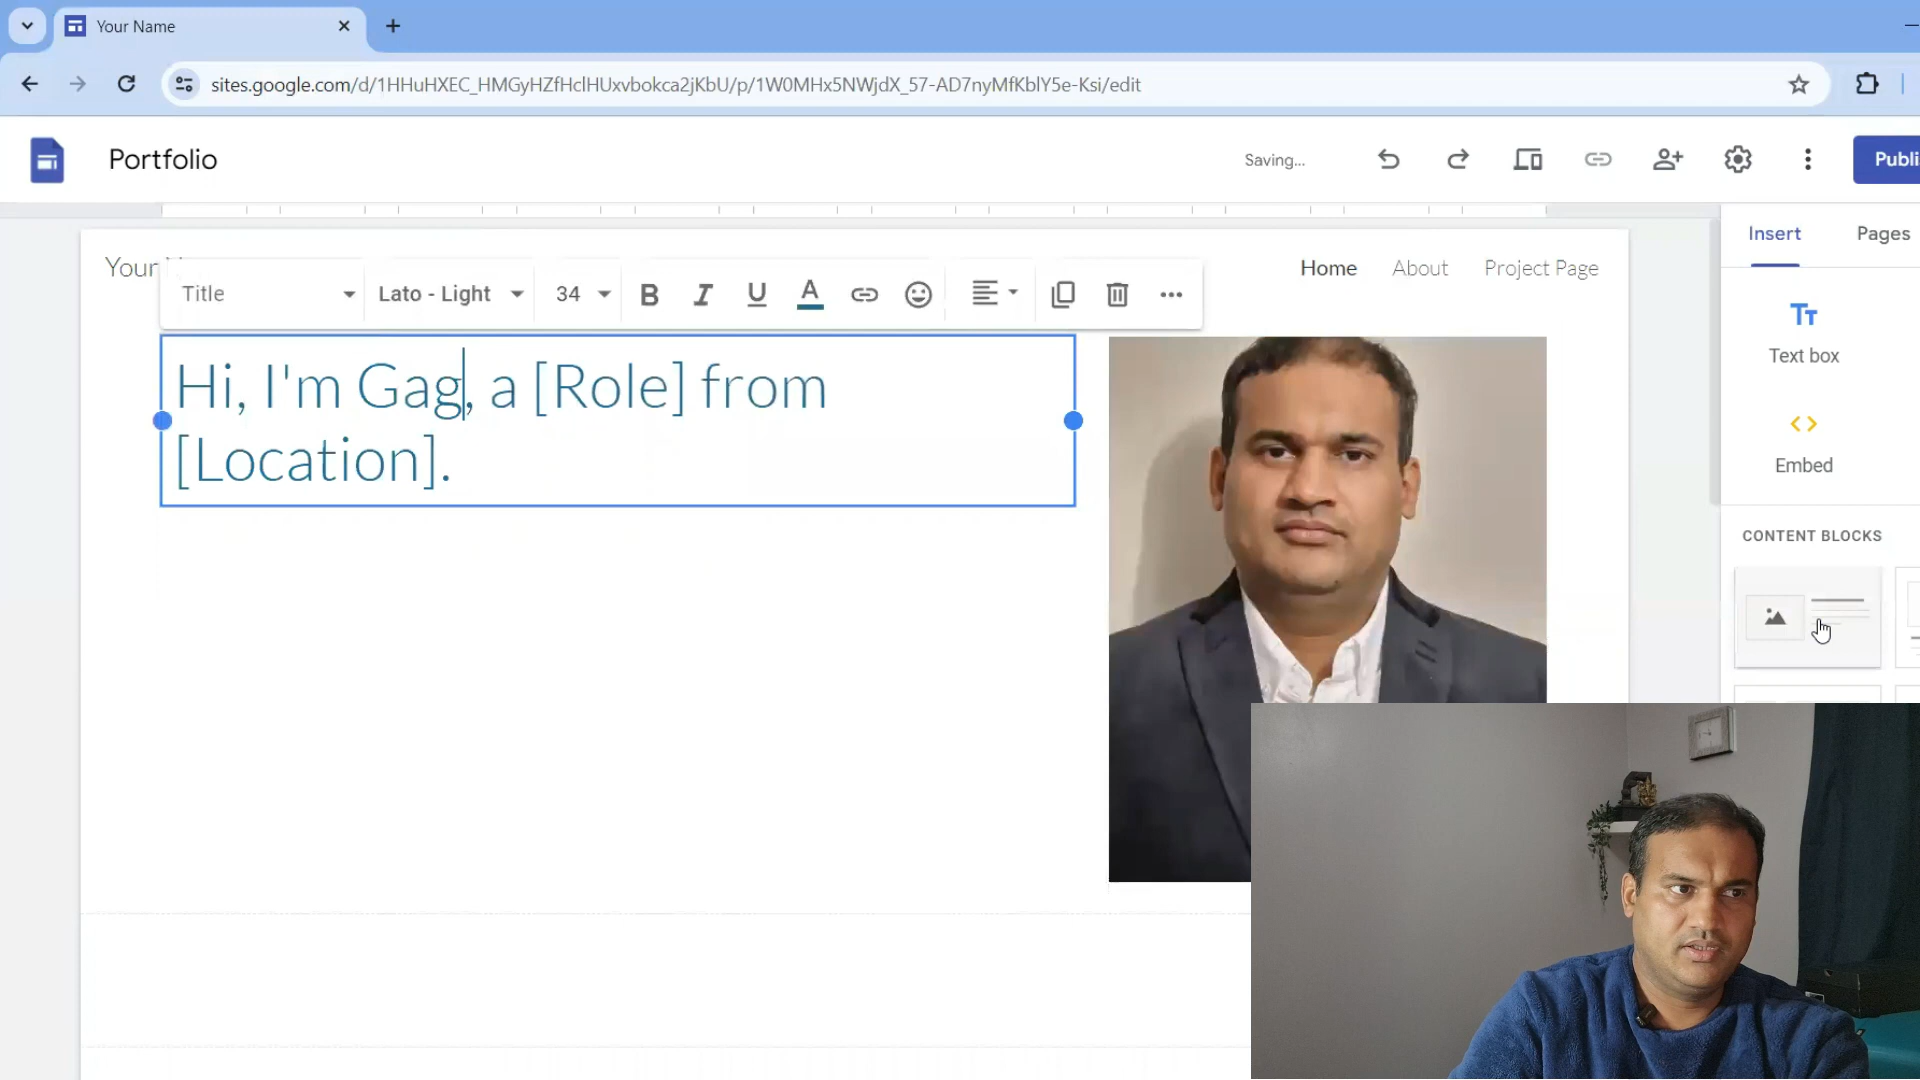 Your Name
sites.google.com/d/1HHuHXEC_HMGyHZfHclHUxvbokca2jKbU/p/1W0MHx5NWjdX_57-AD7nyMfKblY5e-Ksi/edit
Portfolio
Saving...
Publi
Insert
Pages
Your
Home
About
Project Page
Title
Lato - Light
34
B
I
U
A
Hi, I'm Gag, a [Role] from
[Location].
Tт
Text box
Embed
CONTENT BLOCKS